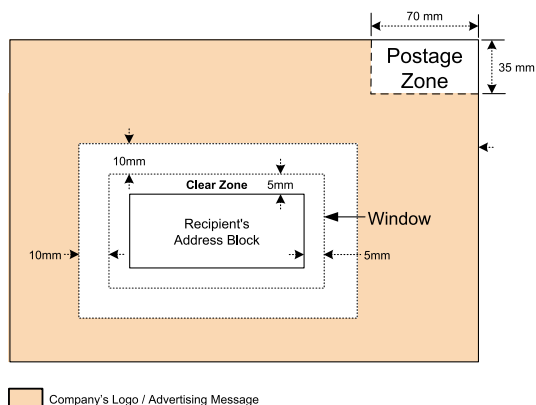 70 mm
Postage
Zone
35 mm
10mm
Clear Zone
5mm
Recipient's
Address Block
Window
10mm
5mm
Company's Logo / Advertising Message